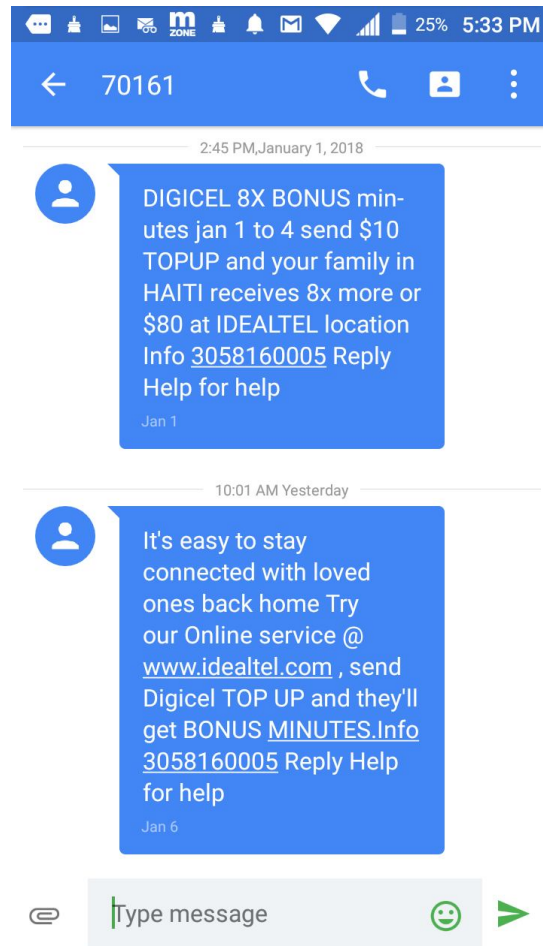 m ZONE 25% 5:33 PM
70161
2:45 PM,January 1, 2018
DIGICEL 8X BONUS min-
utes jan 1 to 4 send $10
TOPUP and your family in
HAITI receives 8x more or
$80 at IDEALTEL location
Info 3058160005 Reply
Help for help
Jan 1
10:01 AM Yesterday
It's easy to stay
connected with loved
ones back home Try
our Online service @
www.idealtel.com , send
Digicel TOP UP and they'll
get BONUS MINUTES.Info
3058160005 Reply Help
for help
Jan 6
Type message